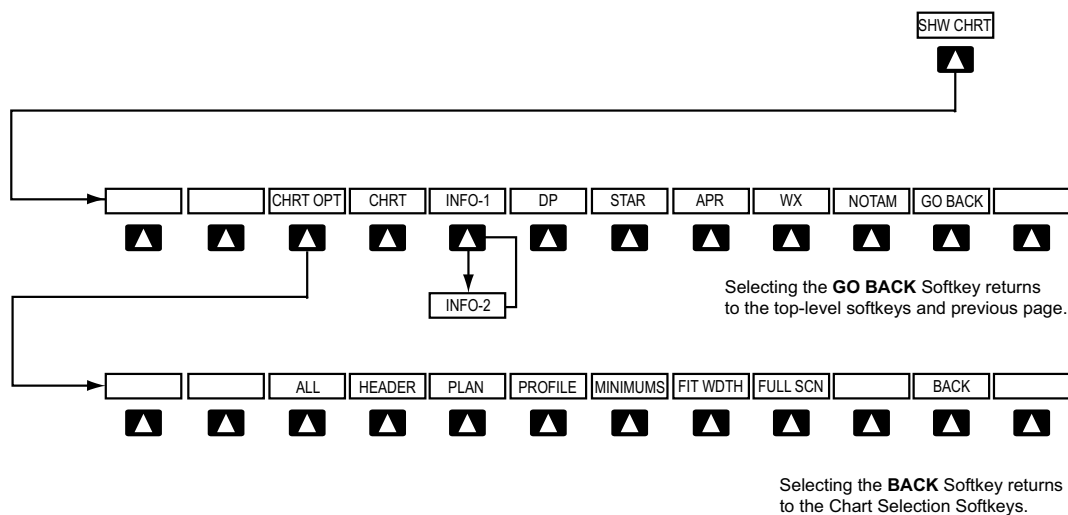 SHW CHRT
CHRT OPT CHRT INFO-1 DP STAR APR WX NOTAM GO BACK
INFO-2
Selecting the GO BACK Softkey returns
to the top-level softkeys and previous page.
ALL HEADER PLAN PROFILE MINIMUMS FIT WDTH FULL SCN BACK
Selecting the BACK Softkey returns
to the Chart Selection Softkeys.